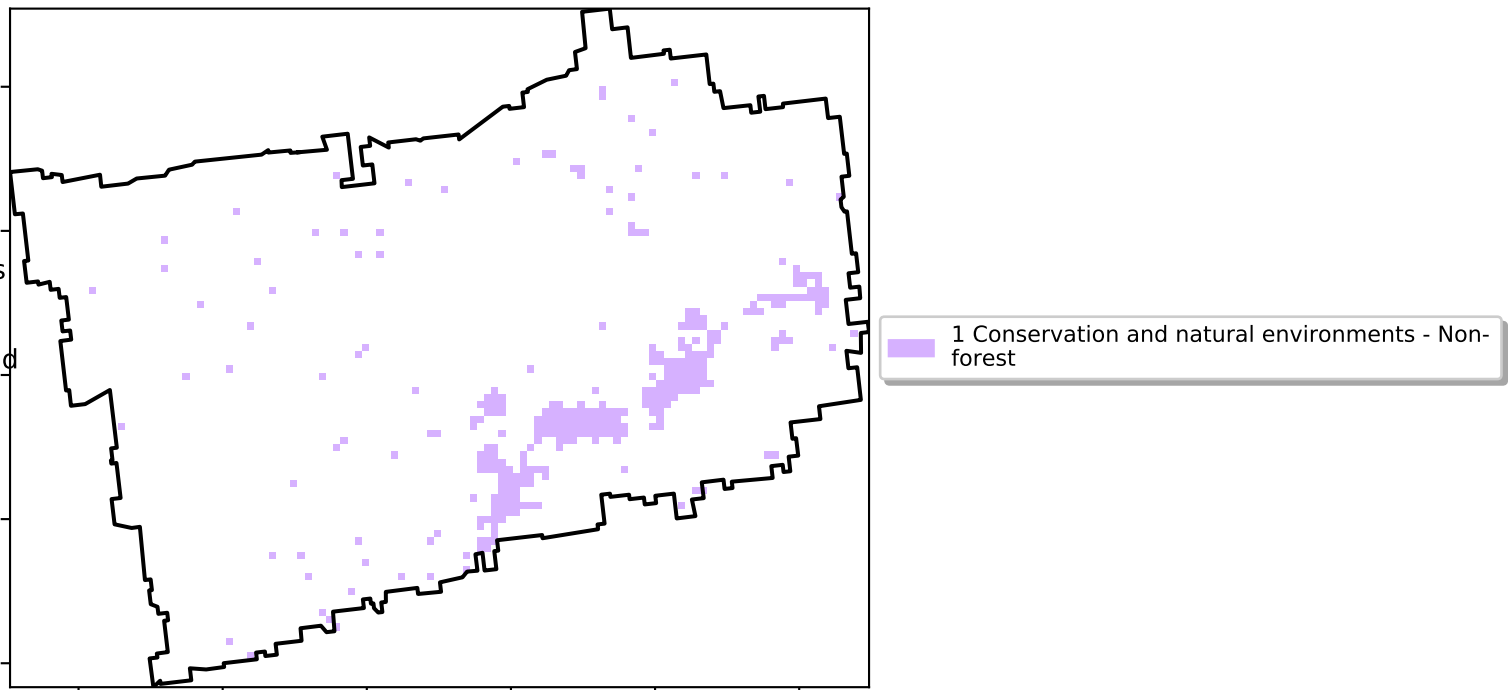 s
d
1 Conservation and natural environments - Non-
forest